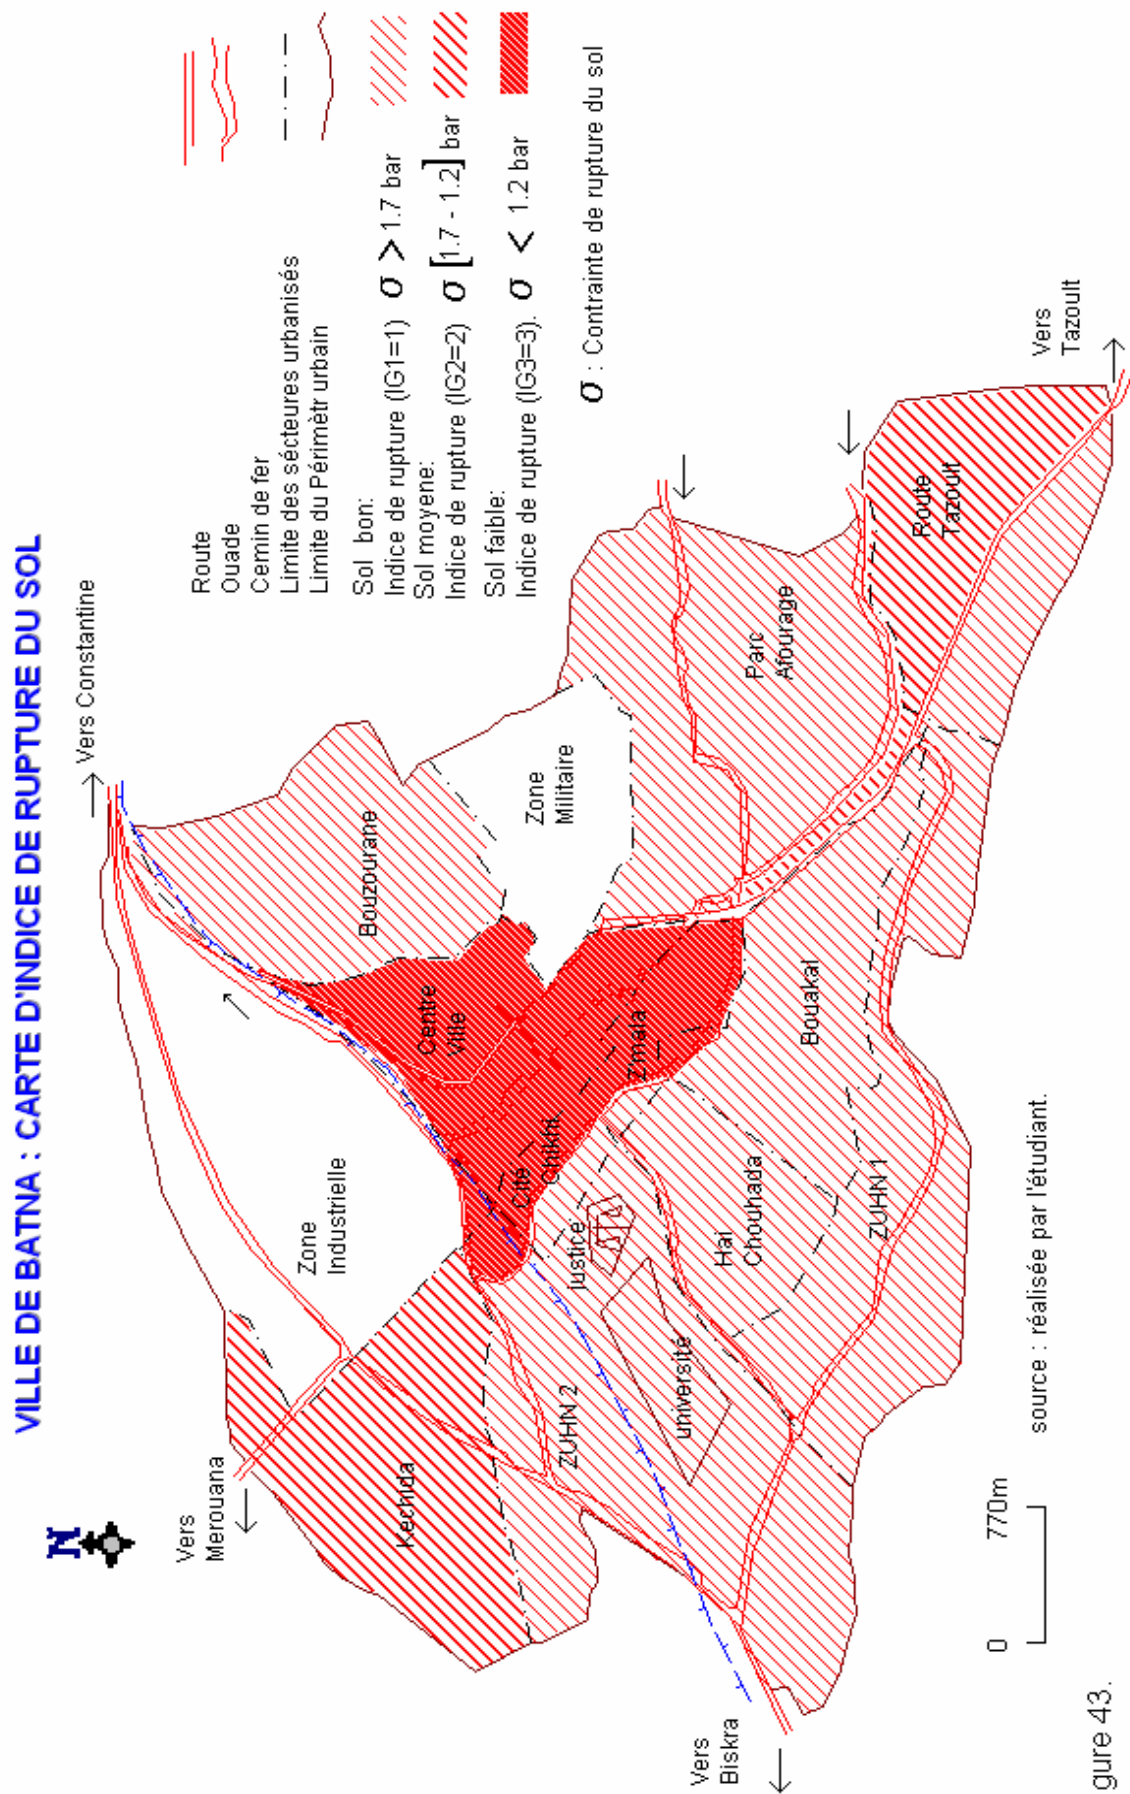 VILLE DE BATNA : CARTE D'INDICE DE RUPTURE DU SOL
N
Vers Constantine
Vers
Merouana
Vers
Biskra
Vers
Tazoult
Zone
Industrielle
Bouzourane
Zone
Militaire
Centre
Ville
Kechida
Cité
Chikhi
Zmala
Parc
Afourage
Route
Tazoult
ZUHN 2
Justice
université
Hai
Chouhada
Bouakal
ZUHN 1
Route
Ouade
Cemin de fer
Limite des sécteures urbanisés
Limite du Périmètr urbain
Sol bon:
Indice de rupture (IG1=1) σ > 1.7 bar
Sol moyene:
Indice de rupture (IG2=2) σ [1.7 - 1.2] bar
Sol faible:
Indice de rupture (IG3=3). σ < 1.2 bar
σ : Contrainte de rupture du sol
0 770m
source : réalisée par l'étudiant.
gure 43.